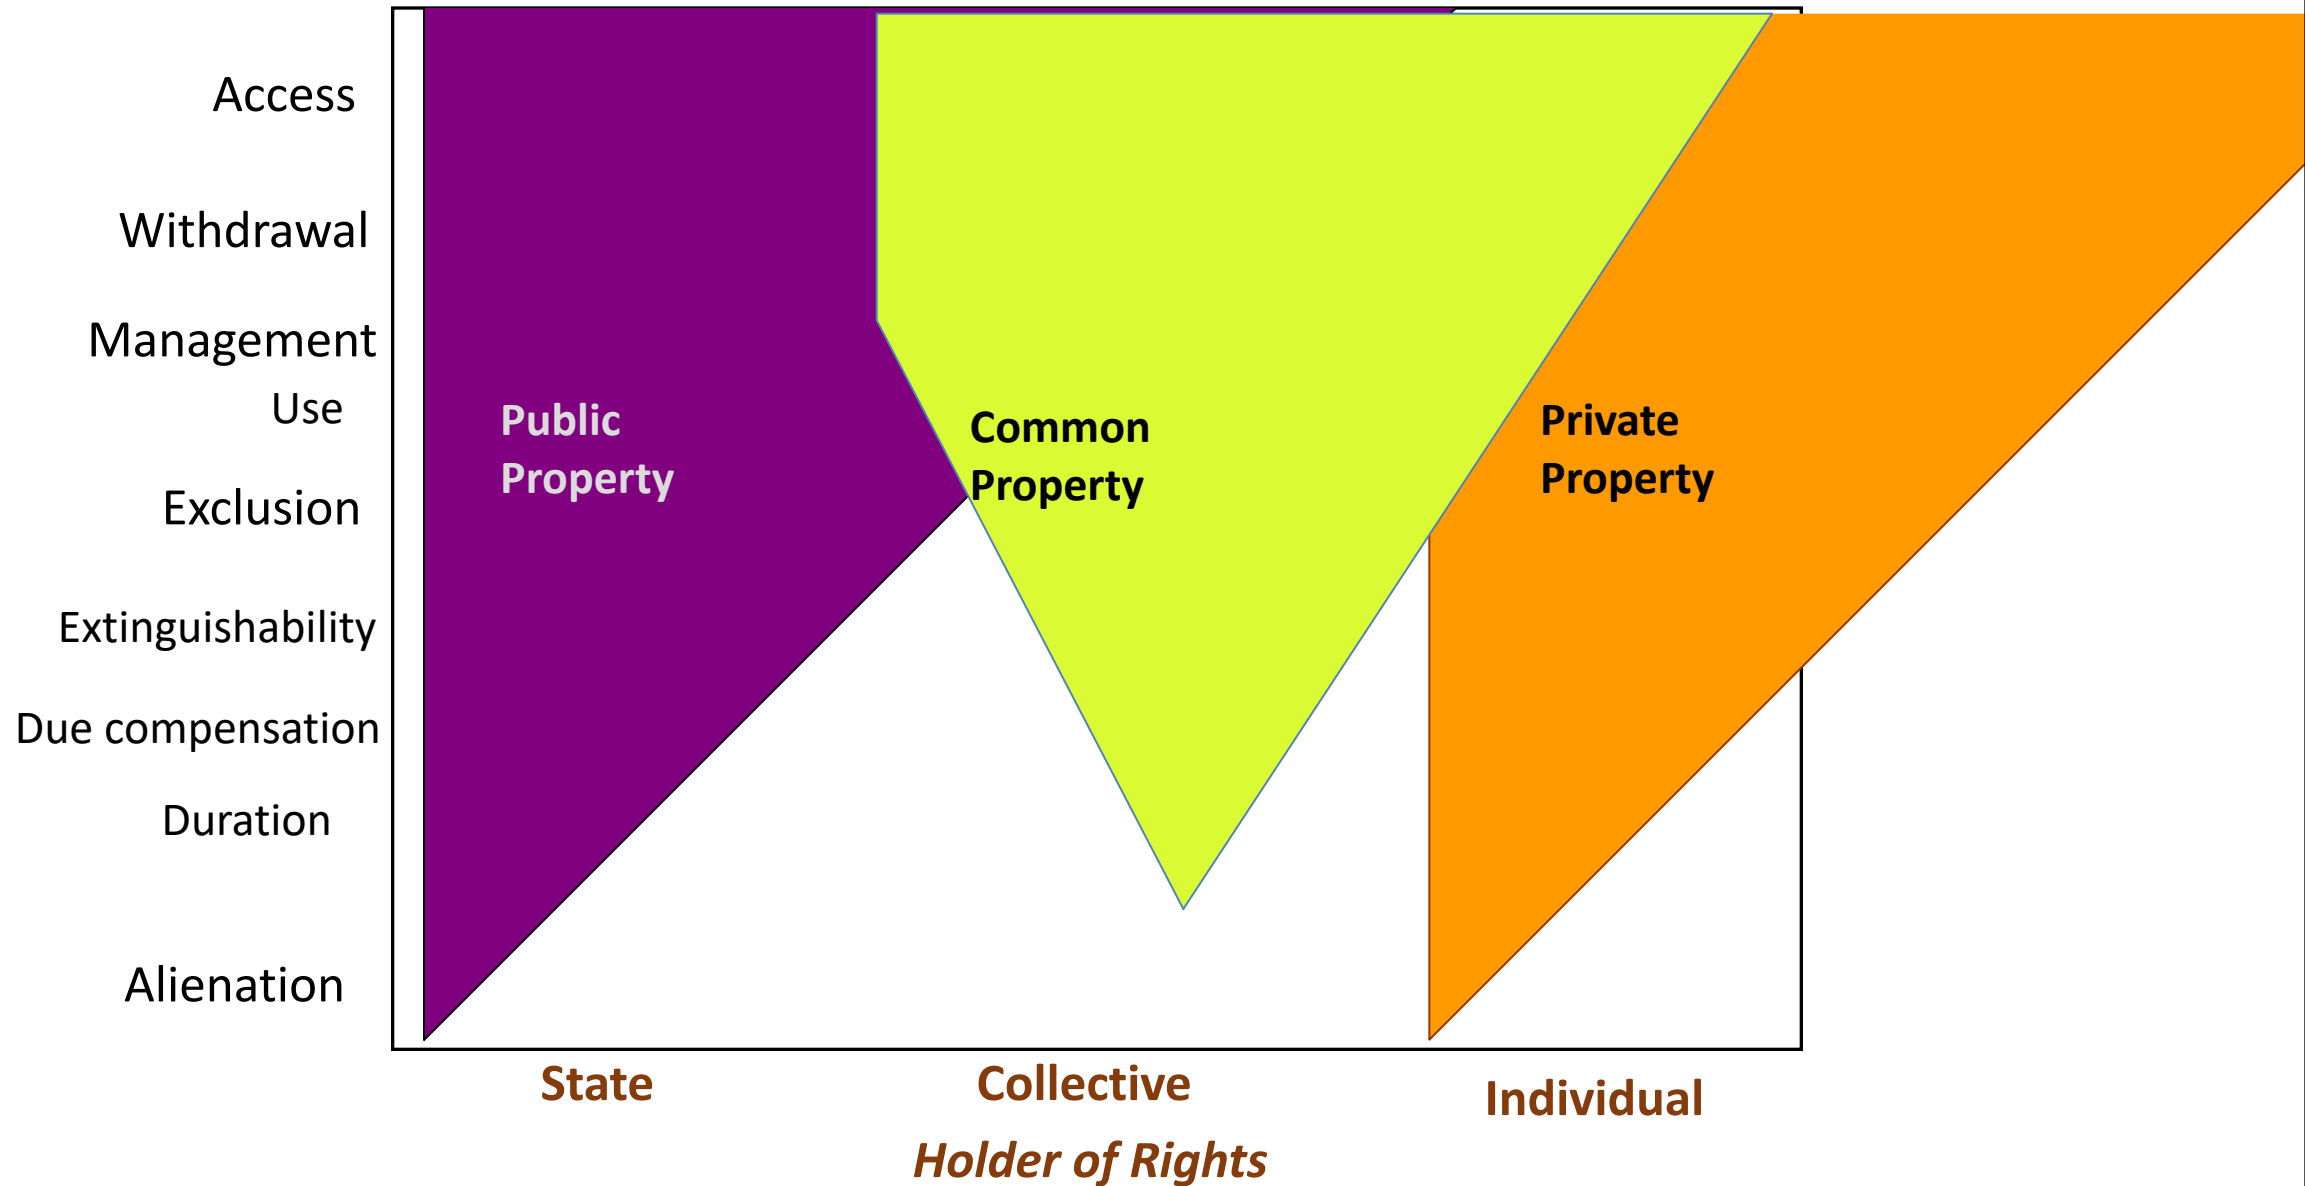 Access
Withdrawal
Management
Use
Exclusion
Extinguishability
Due compensation
Duration
Alienation
Public
Property
Common
Property
Private
Property
State
Collective
Individual
Holder of Rights